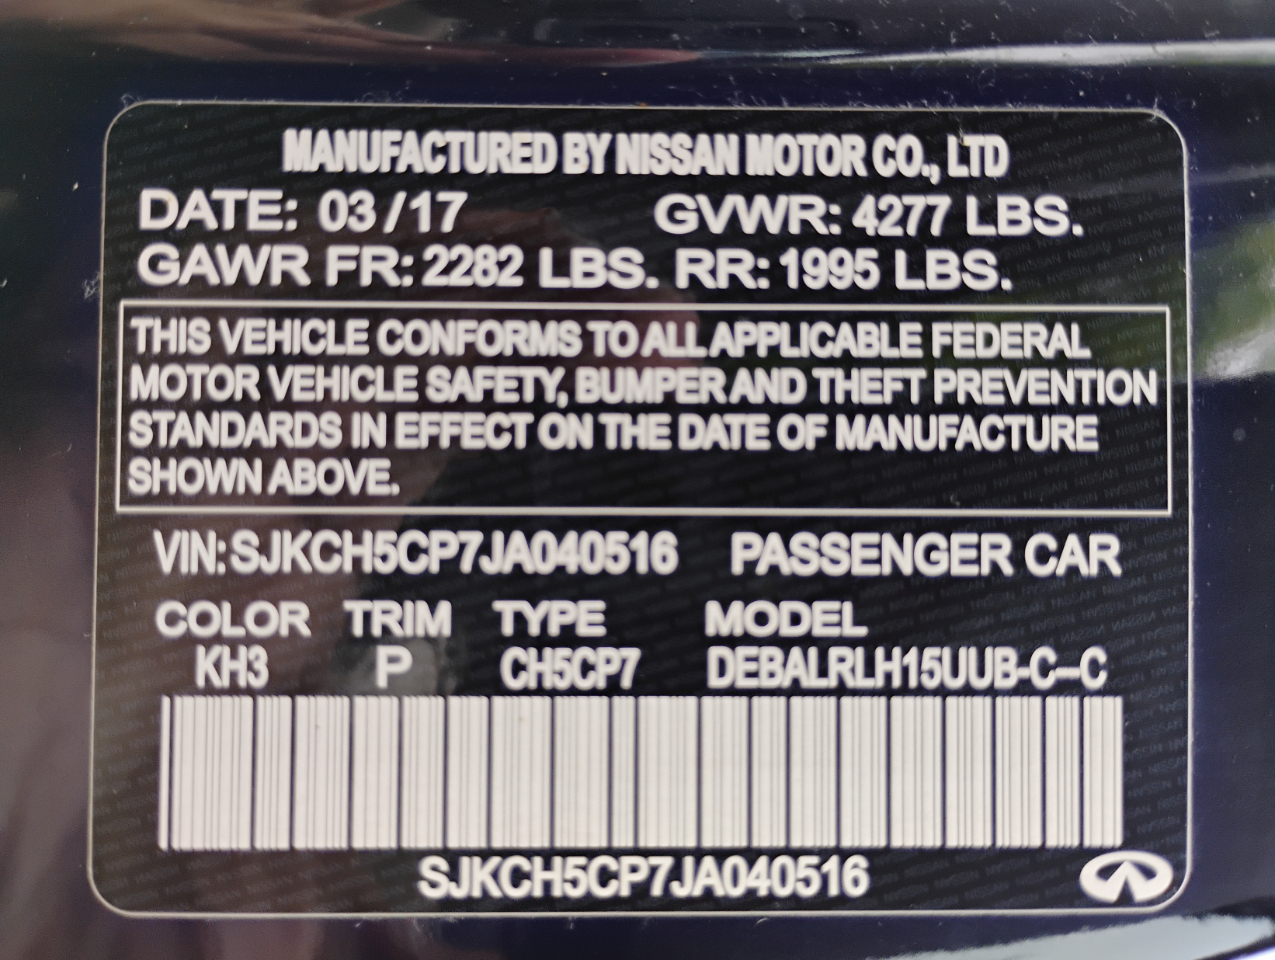 MANUFACTURED BY NISSAN MOTOR CO., LTD
DATE: 03/17 GVWR: 4277 LBS.
GAWR FR: 2282 LBS. RR: 1995 LBS.
THIS VEHICLE CONFORMS TO ALL APPLICABLE FEDERAL
MOTOR VEHICLE SAFETY, BUMPER AND THEFT PREVENTION
STANDARDS IN EFFECT ON THE DATE OF MANUFACTURE
SHOWN ABOVE.
VIN: SJKCH5CP7JA040516 PASSENGER CAR
COLOR TRIM TYPE MODEL
KH3 P CH5CP7 DEBALRLH15UUB-C--C
SJKCH5CP7JA040516